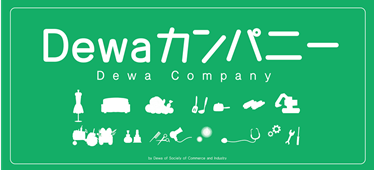 Dewaカンパニー
Dewa Company
by Dewa of Society of Commerce and Industry